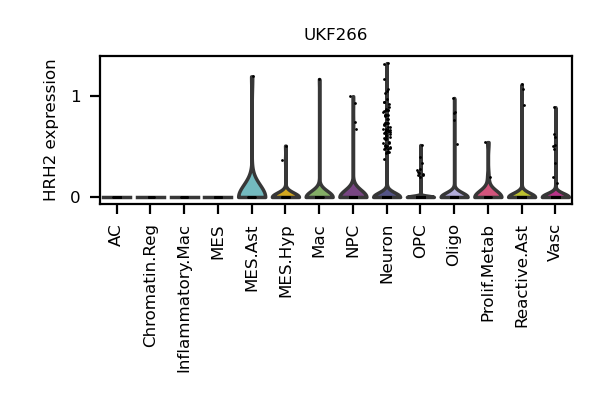 UKF266
HRH2 expression
1
0
AC
Chromatin.Reg
Inflammatory.Mac
MES
MES.Ast
MES.Hyp
Mac
NPC
Neuron
OPC
Oligo
Prolif.Metab
Reactive.Ast
Vasc